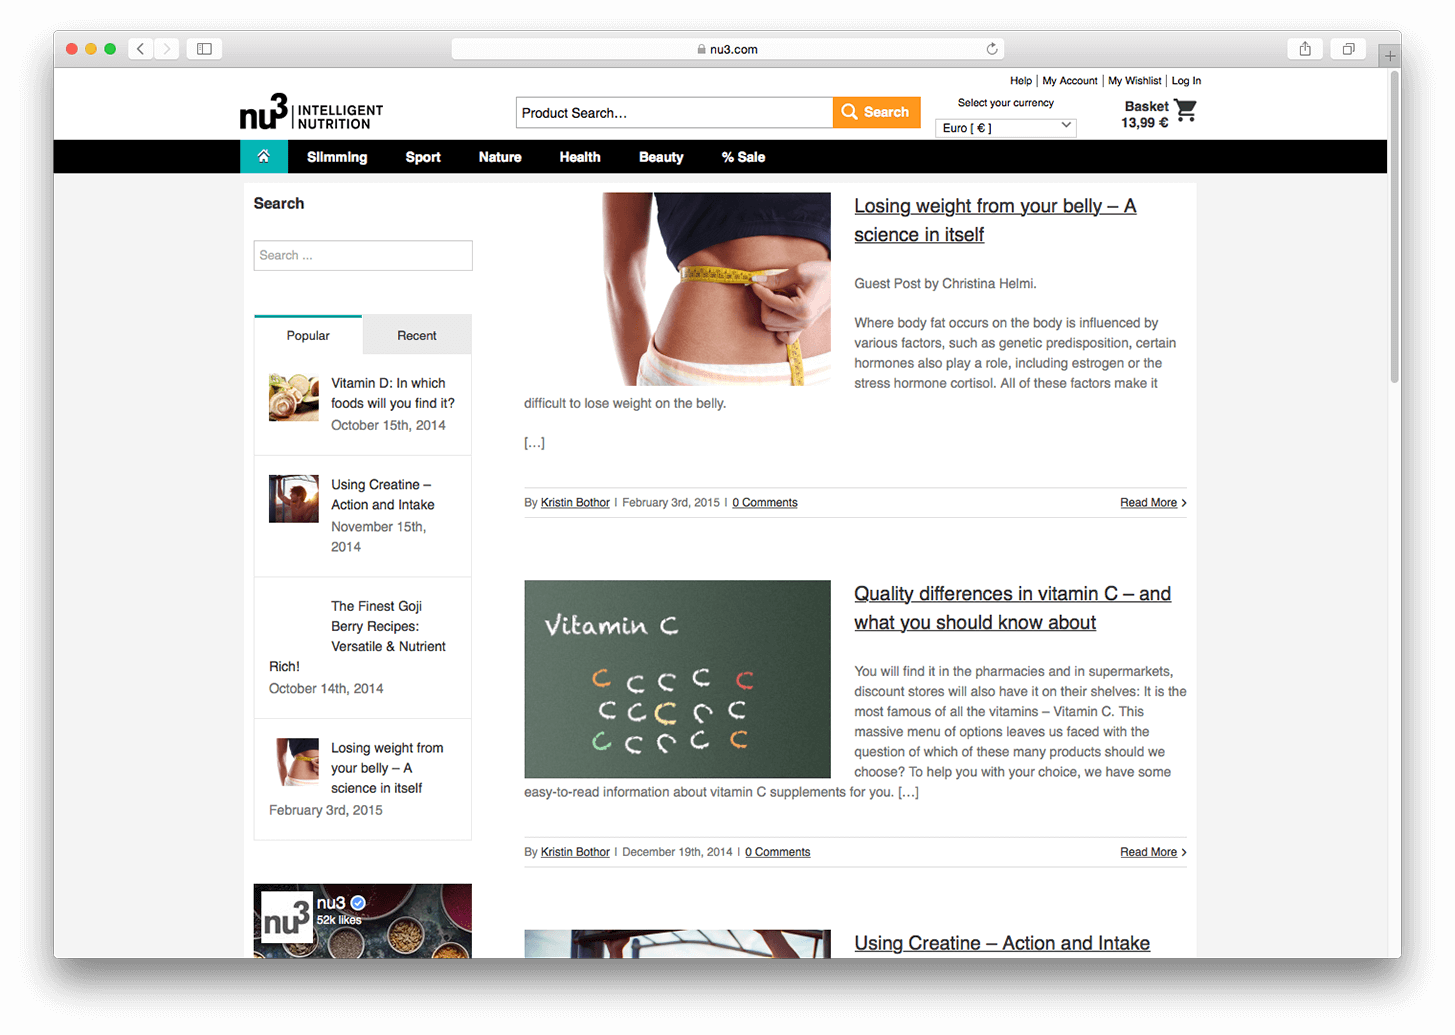 nu3.com
Help | My Account | My Wishlist | Log In
nu3 INTELLIGENT
NUTRITION
Product Search...
Search
Select your currency
Euro [ € ]
Basket
13,99 €
Slimming Sport Nature Health Beauty % Sale
Search
Search ...
Popular Recent
Vitamin D: In which
foods will you find it?
October 15th, 2014
Using Creatine –
Action and Intake
November 15th,
2014
The Finest Goji
Berry Recipes:
Versatile & Nutrient
Rich!
October 14th, 2014
Losing weight from
your belly – A
science in itself
February 3rd, 2015
nu3
nu3
52k likes
Losing weight from your belly – A
science in itself
Guest Post by Christina Helmi.
Where body fat occurs on the body is influenced by
various factors, such as genetic predisposition, certain
hormones also play a role, including estrogen or the
stress hormone cortisol. All of these factors make it
difficult to lose weight on the belly.
[…]
By Kristin Bothor | February 3rd, 2015 | 0 Comments
Read More >
Vitamin C
C C C C C
C C C C C
C C C C C
Quality differences in vitamin C – and
what you should know about
You will find it in the pharmacies and in supermarkets,
discount stores will also have it on their shelves: It is the
most famous of all the vitamins – Vitamin C. This
massive menu of options leaves us faced with the
question of which of these many products should we
choose? To help you with your choice, we have some
easy-to-read information about vitamin C supplements for you. […]
By Kristin Bothor | December 19th, 2014 | 0 Comments
Read More >
Using Creatine – Action and Intake